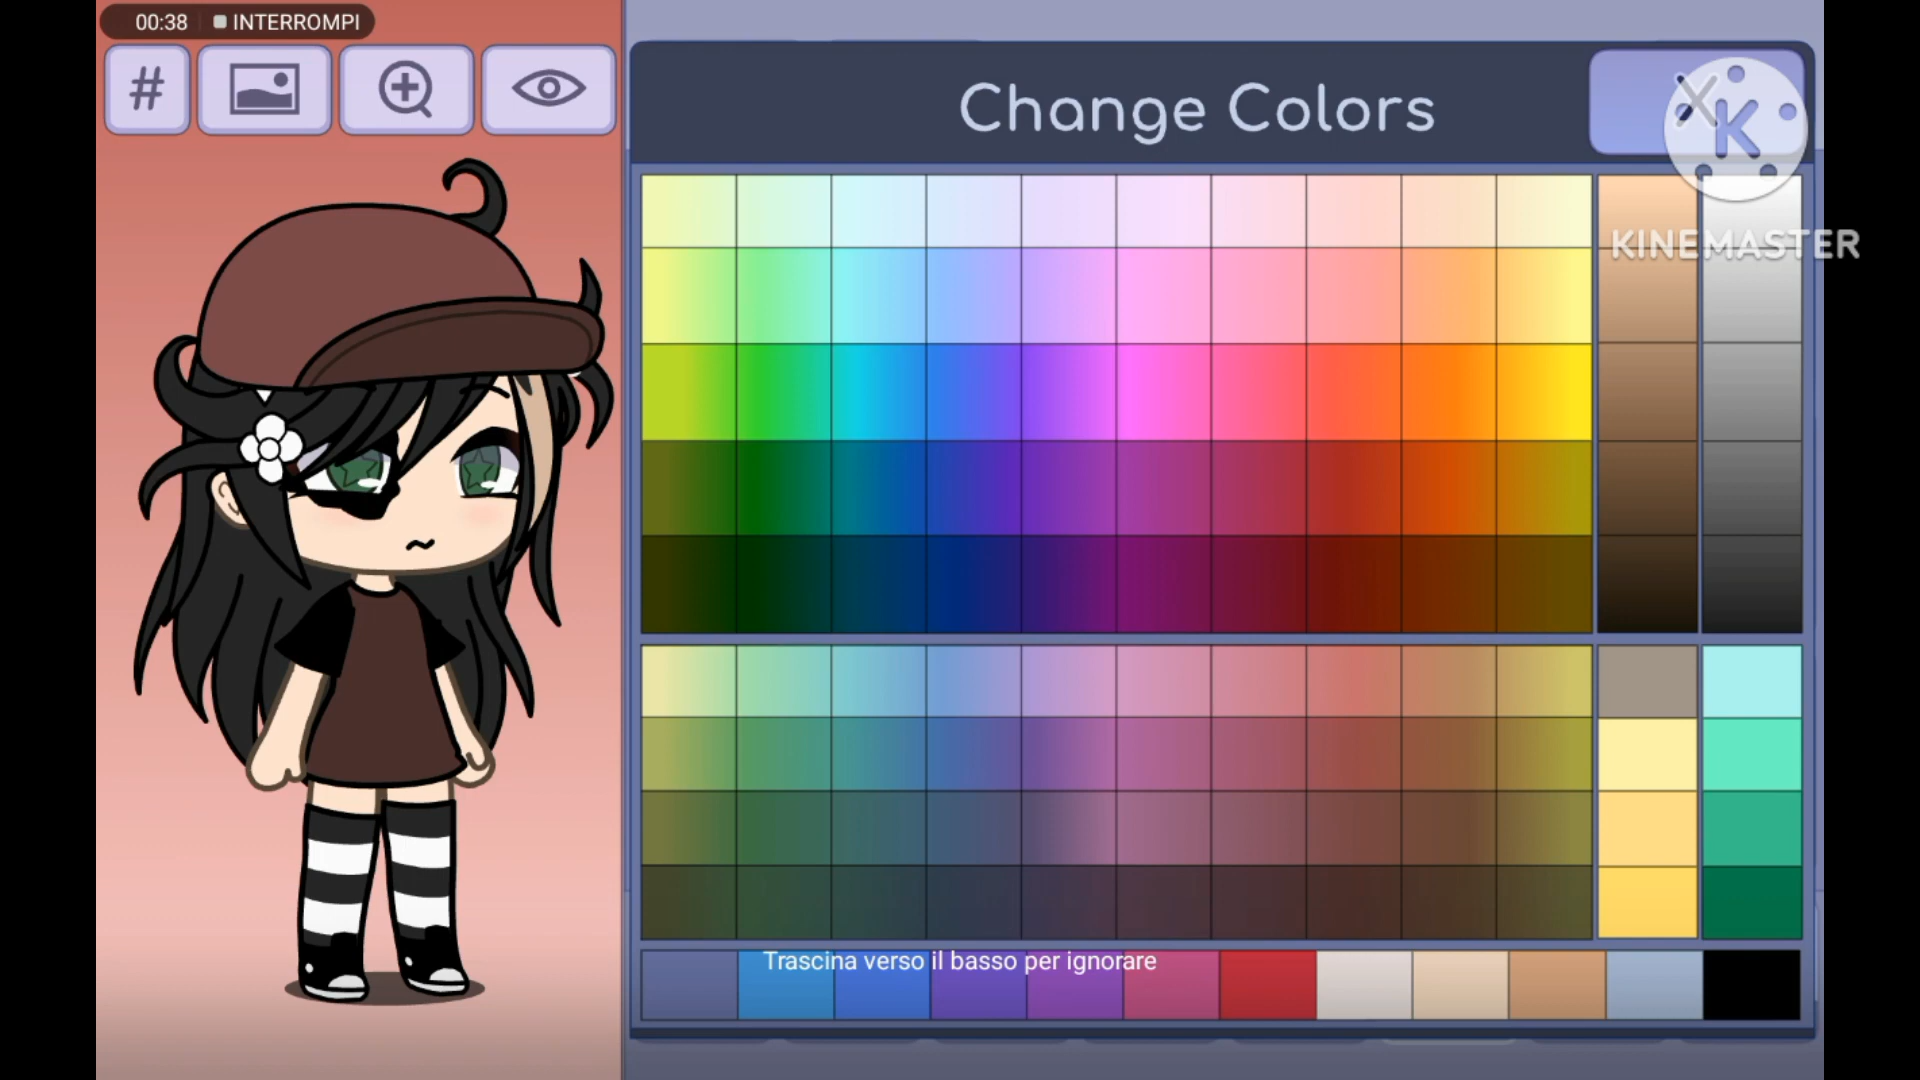 00:38 INTERROMPI
#
Change Colors
X
K
KINEMASTER
Trascina verso il basso per ignorare